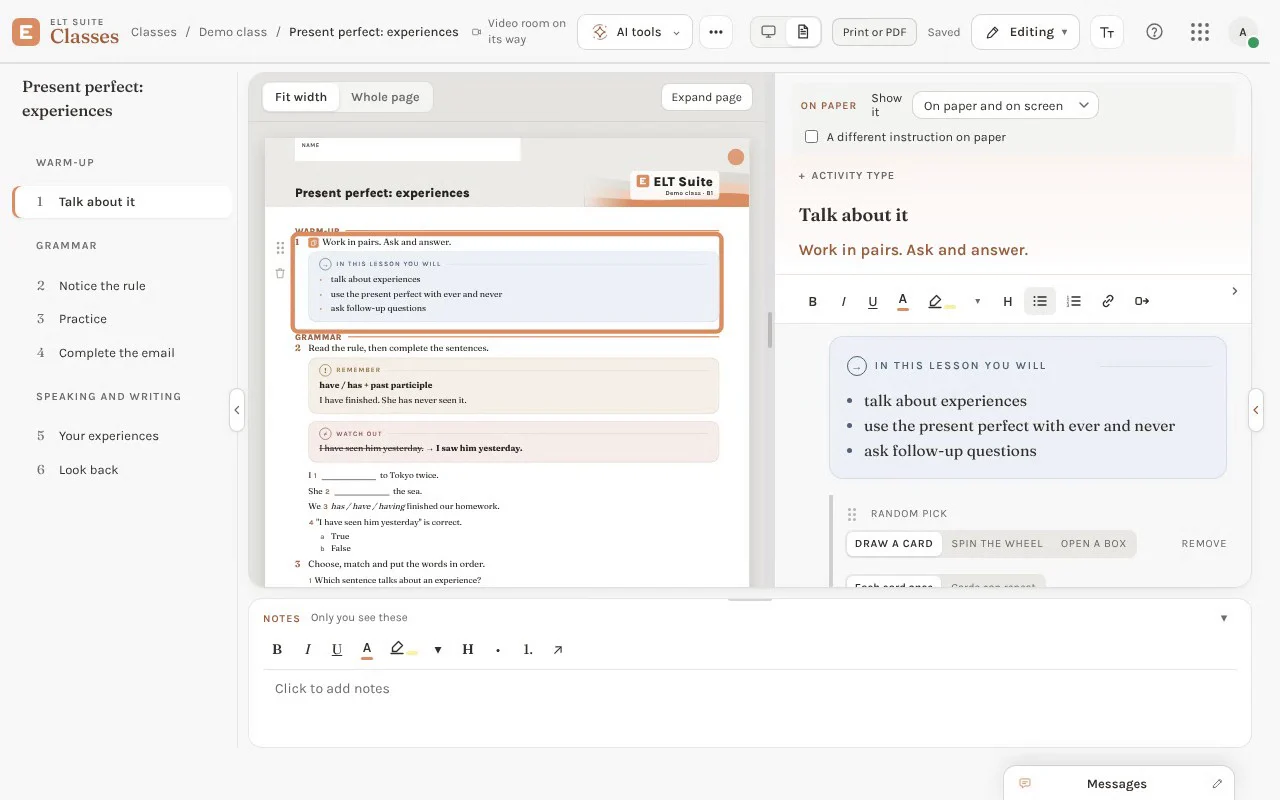 ELT SUITE
Classes
Classes / Demo class / Present perfect: experiences
Video room on its way
AI tools
Print or PDF
Saved
Editing
Tт
A
Present perfect: experiences
WARM-UP
1 Talk about it
GRAMMAR
2 Notice the rule
3 Practice
4 Complete the email
SPEAKING AND WRITING
5 Your experiences
6 Look back
Fit width
Whole page
Expand page
NAME
Present perfect: experiences
E ELT Suite
Demo class · B1
WARM-UP
1 Work in pairs. Ask and answer.
IN THIS LESSON YOU WILL
· talk about experiences
· use the present perfect with ever and never
· ask follow-up questions
GRAMMAR
2 Read the rule, then complete the sentences.
! REMEMBER
have / has + past participle
I have finished. She has never seen it.
WATCH OUT
I have seen him yesterday. → I saw him yesterday.
I 1 ________ to Tokyo twice.
She 2 ________ the sea.
We 3 has / have / having finished our homework.
4 "I have seen him yesterday" is correct.
a True
b False
3 Choose, match and put the words in order.
1 Which sentence talks about an experience?
ON PAPER
Show it
On paper and on screen
A different instruction on paper
+ ACTIVITY TYPE
Talk about it
Work in pairs. Ask and answer.
B I U A H
→ IN THIS LESSON YOU WILL
• talk about experiences
• use the present perfect with ever and never
• ask follow-up questions
RANDOM PICK
DRAW A CARD
SPIN THE WHEEL
OPEN A BOX
REMOVE
Each card once
Cards can repeat
NOTES Only you see these
B I U A H • 1.
Click to add notes
Messages